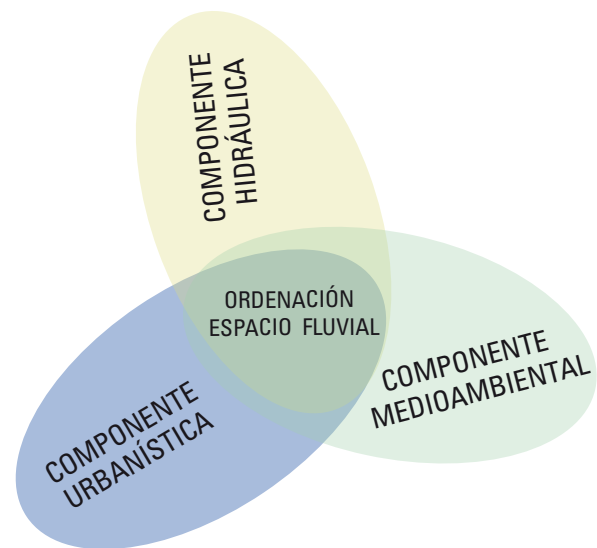 COMPONENTE
HIDRÁULICA
ORDENACIÓN
ESPACIO FLUVIAL
COMPONENTE
MEDIOAMBIENTAL
COMPONENTE
URBANÍSTICA